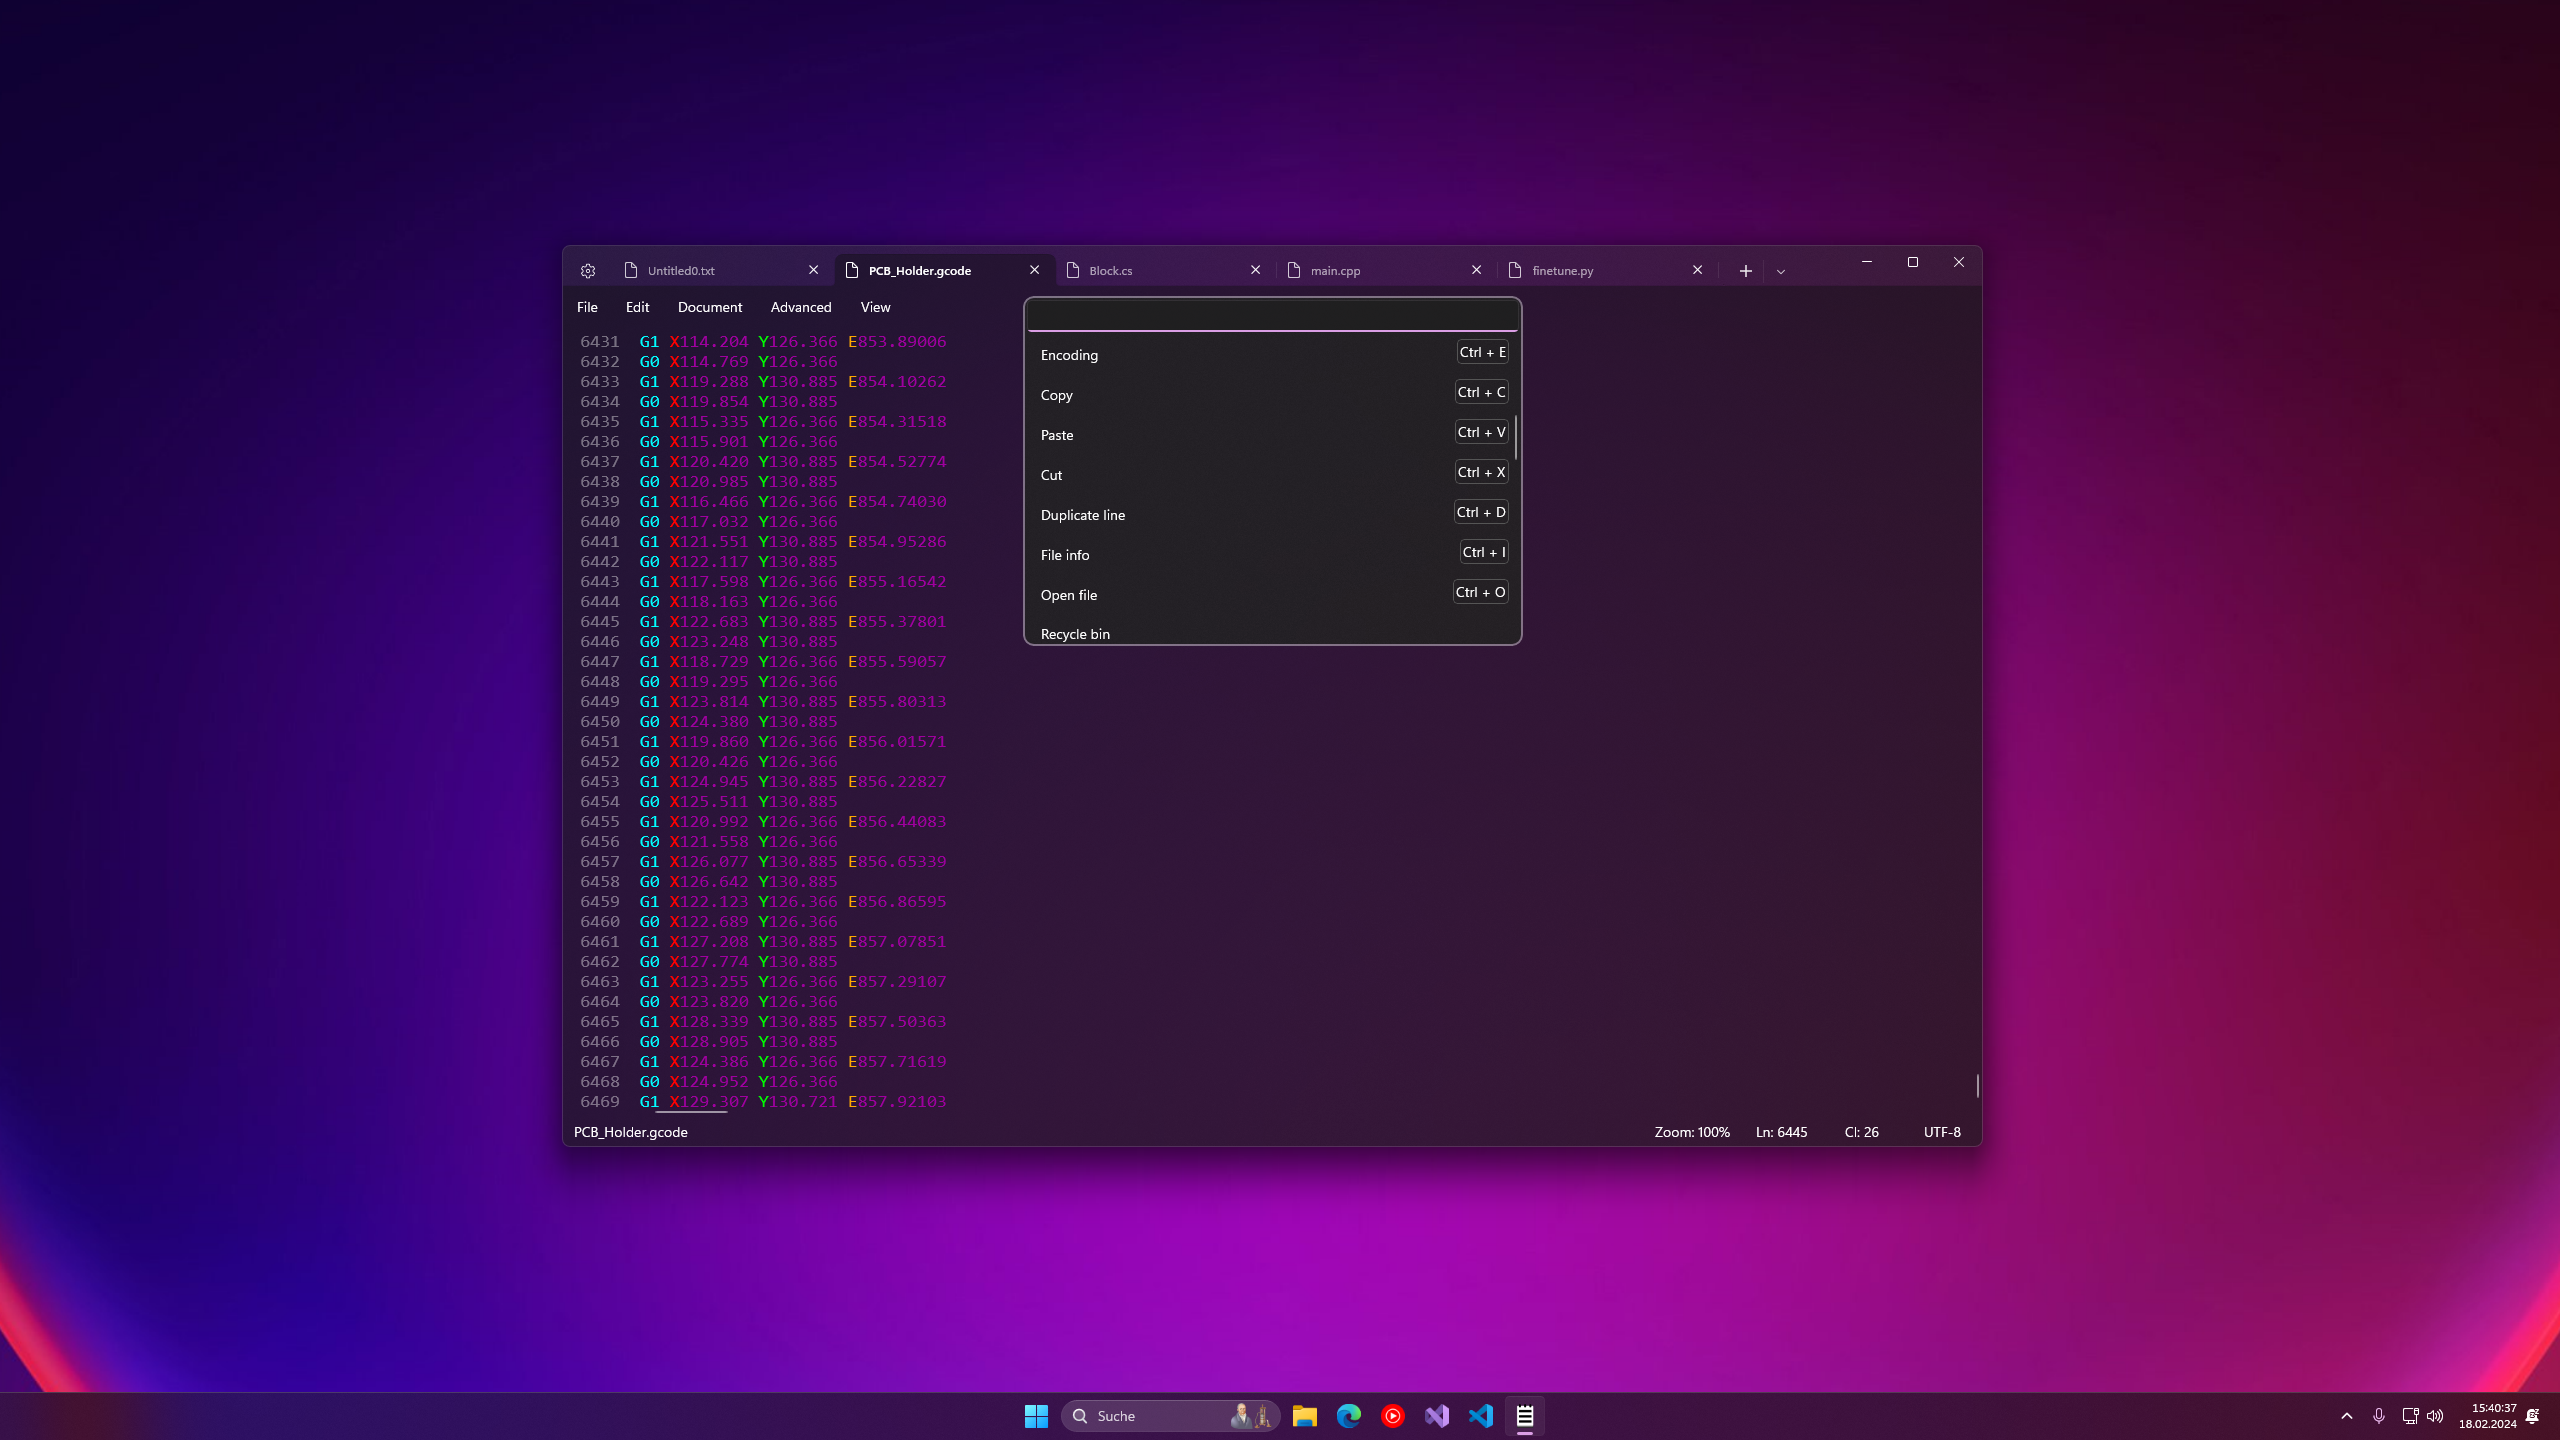 Untitled0.txt PCB_Holder.gcode Block.cs main.cpp finetune.py
File Edit Document Advanced View
6431 G1 X114.204 Y126.366 E853.89006
6432 G0 X114.769 Y126.366
6433 G1 X119.288 Y130.885 E854.10262
6434 G0 X119.854 Y130.885
6435 G1 X115.335 Y126.366 E854.31518
6436 G0 X115.901 Y126.366
6437 G1 X120.420 Y130.885 E854.52774
6438 G0 X120.985 Y130.885
6439 G1 X116.466 Y126.366 E854.74030
6440 G0 X117.032 Y126.366
6441 G1 X121.551 Y130.885 E854.95286
6442 G0 X122.117 Y130.885
6443 G1 X117.598 Y126.366 E855.16542
6444 G0 X118.163 Y126.366
6445 G1 X122.683 Y130.885 E855.37801
6446 G0 X123.248 Y130.885
6447 G1 X118.729 Y126.366 E855.59057
6448 G0 X119.295 Y126.366
6449 G1 X123.814 Y130.885 E855.80313
6450 G0 X124.380 Y130.885
6451 G1 X119.860 Y126.366 E856.01571
6452 G0 X120.426 Y126.366
6453 G1 X124.945 Y130.885 E856.22827
6454 G0 X125.511 Y130.885
6455 G1 X120.992 Y126.366 E856.44083
6456 G0 X121.558 Y126.366
6457 G1 X126.077 Y130.885 E856.65339
6458 G0 X126.642 Y130.885
6459 G1 X122.123 Y126.366 E856.86595
6460 G0 X122.689 Y126.366
6461 G1 X127.208 Y130.885 E857.07851
6462 G0 X127.774 Y130.885
6463 G1 X123.255 Y126.366 E857.29107
6464 G0 X123.820 Y126.366
6465 G1 X128.339 Y130.885 E857.50363
6466 G0 X128.905 Y130.885
6467 G1 X124.386 Y126.366 E857.71619
6468 G0 X124.952 Y126.366
6469 G1 X129.307 Y130.721 E857.92103
Encoding Ctrl + E
Copy Ctrl + C
Paste Ctrl + V
Cut Ctrl + X
Duplicate line Ctrl + D
File info Ctrl + I
Open file Ctrl + O
Recycle bin
PCB_Holder.gcode Zoom: 100% Ln: 6445 Cl: 26 UTF-8
Suche
15:40:37
18.02.2024